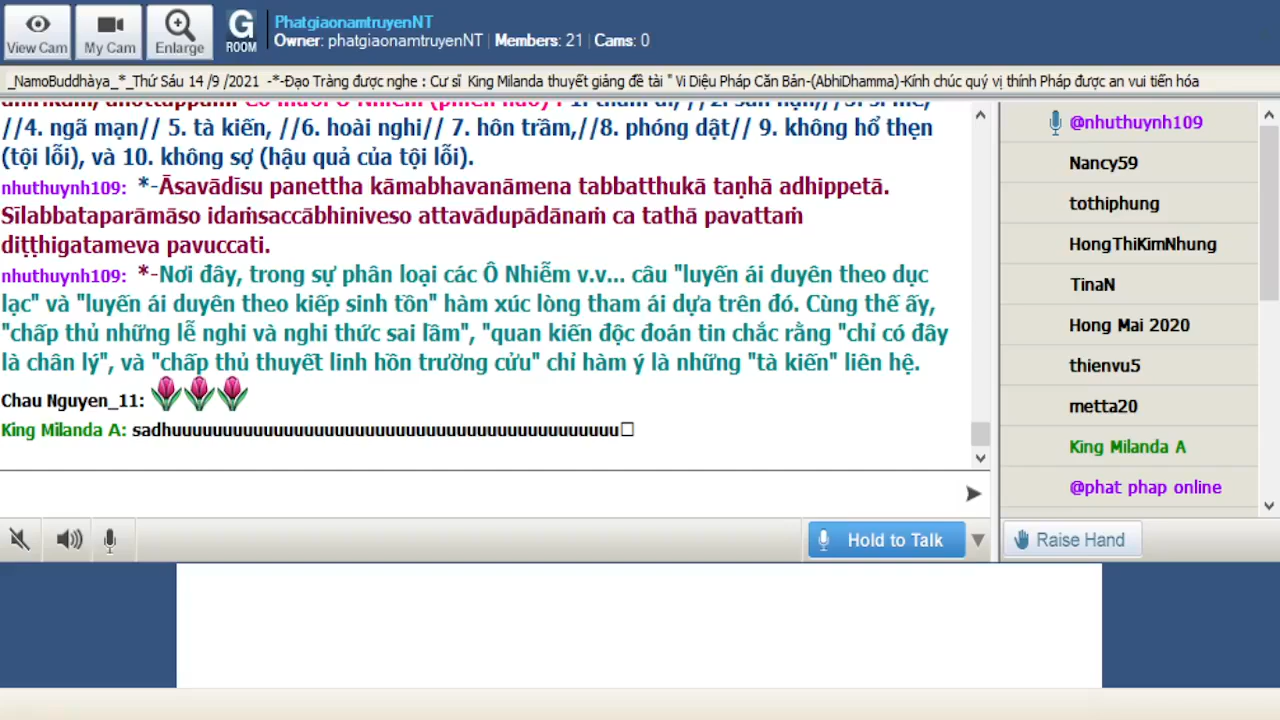 View Cam
My Cam
Enlarge
G
ROOM
PhatgiaonamtruyenNT
Owner: phatgiaonamtruyenNT | Members: 21 | Cams: 0
_NamoBuddhàya_*_Thứ Sáu 14 /9 /2021 -*-Đạo Tràng được nghe : Cư sĩ King Milanda thuyết giảng đề tài " Vi Diệu Pháp Căn Bản-(AbhiDhamma)-Kính chúc quý vị thính Pháp được an vui tiến hóa
//4. ngã mạn// 5. tà kiến, //6. hoài nghi// 7. hôn trầm,//8. phóng dật// 9. không hổ thẹn
(tội lỗi), và 10. không sợ (hậu quả của tội lỗi).
nhuthuynh109: *-Āsavādīsu panettha kāmabhavanāmena tabbatthukā taṇhā adhippetā.
Sīlabbataparāmāso idaṁsaccābhiniveso attavādupādānaṁ ca tathā pavattaṁ
diṭṭhigatameva pavuccati.
nhuthuynh109: *-Nơi đây, trong sự phân loại các Ô Nhiễm v.v... câu "luyến ái duyên theo dục
lạc" và "luyến ái duyên theo kiếp sinh tồn" hàm xúc lòng tham ái dựa trên đó. Cùng thế ấy,
"chấp thủ những lễ nghi và nghi thức sai lầm", "quan kiến độc đoán tin chắc rằng "chỉ có đây
là chân lý", và "chấp thủ thuyết linh hồn trường cửu" chỉ hàm ý là những "tà kiến" liên hệ.
Chau Nguyen_11:
King Milanda A: sadhuuuuuuuuuuuuuuuuuuuuuuuuuuuuuuuuuuuuuuuuuuuuuuuuuuuuu
@nhuthuynh109
Nancy59
tothiphung
HongThiKimNhung
TinaN
Hong Mai 2020
thienvu5
metta20
King Milanda A
@phat phap online
Hold to Talk
Raise Hand